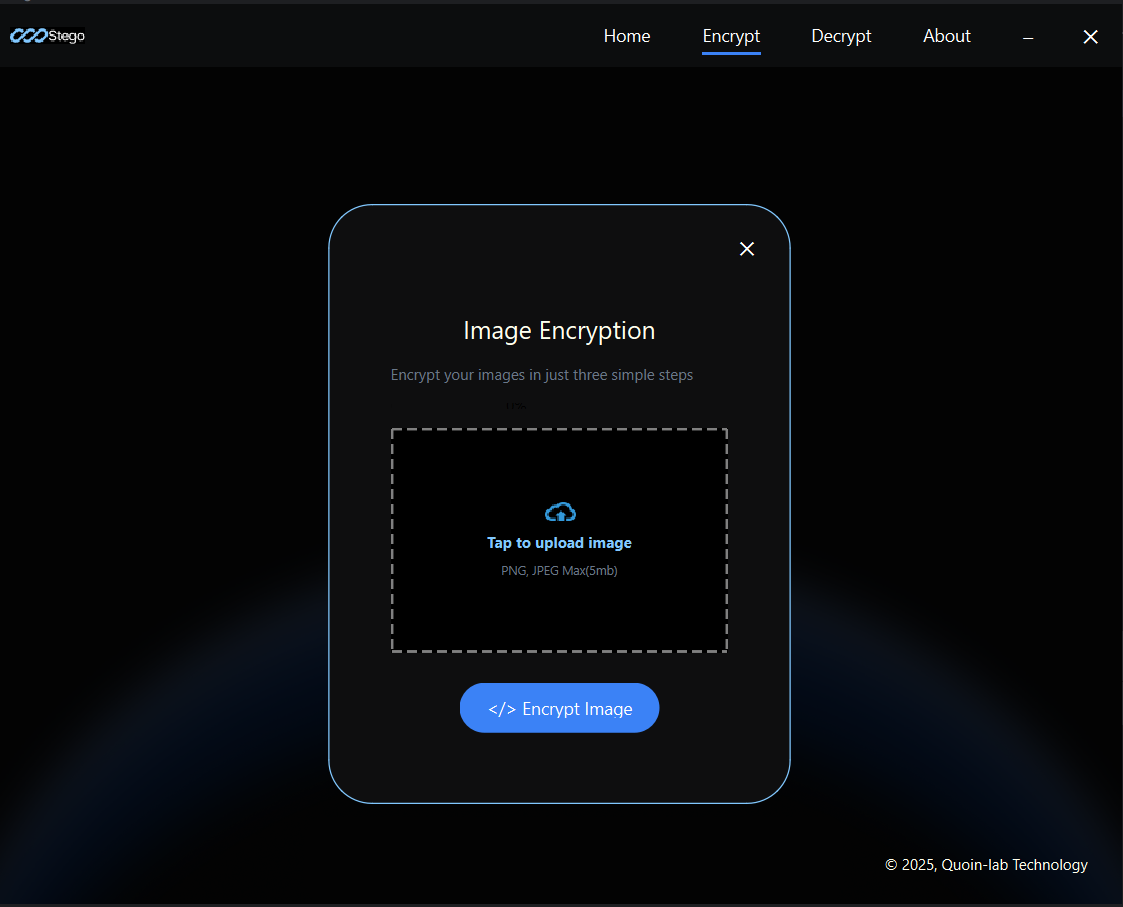 Stego
Home Encrypt Decrypt About
Image Encryption
Encrypt your images in just three simple steps
Tap to upload image
PNG, JPEG Max(5mb)
</> Encrypt Image
© 2025, Quoin-lab Technology